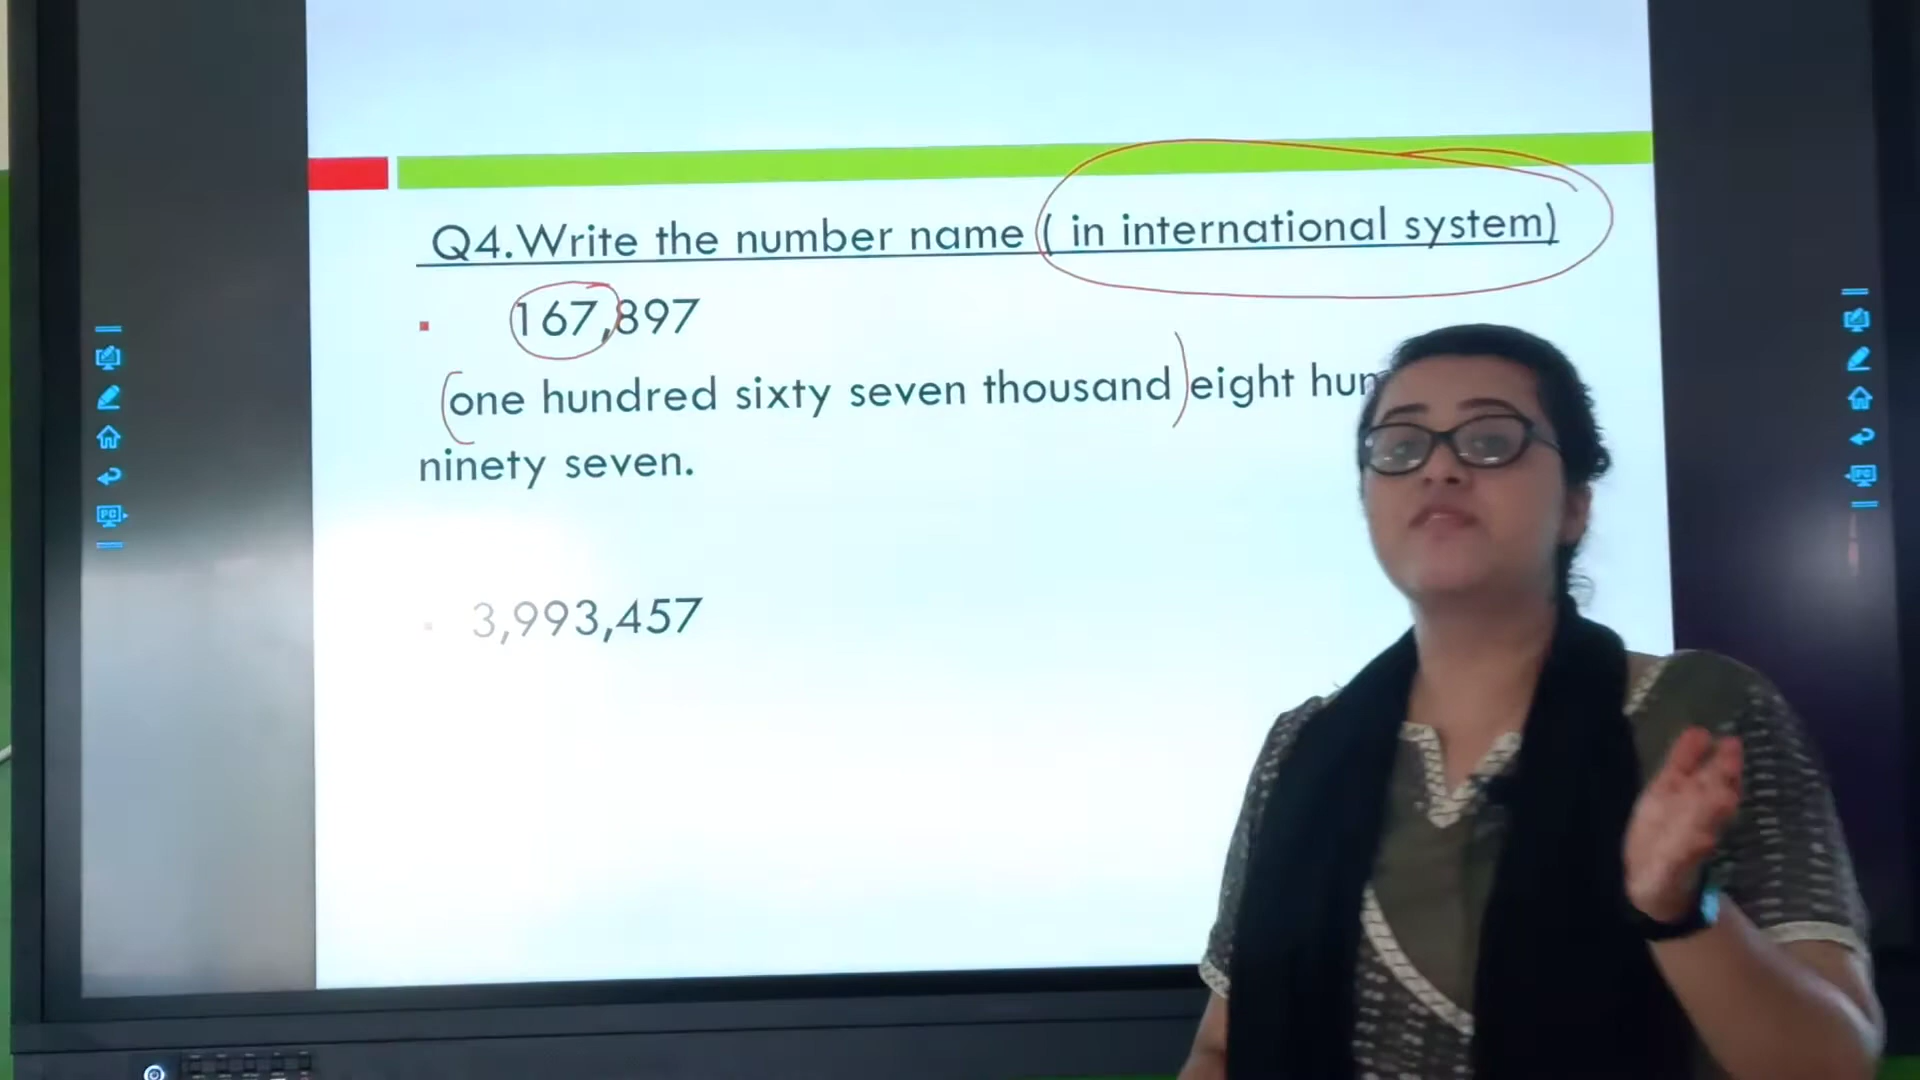 Q4.Write the number name ( in international system)
167,897
one hundred sixty seven thousand eight
ninety seven.
3,993,457